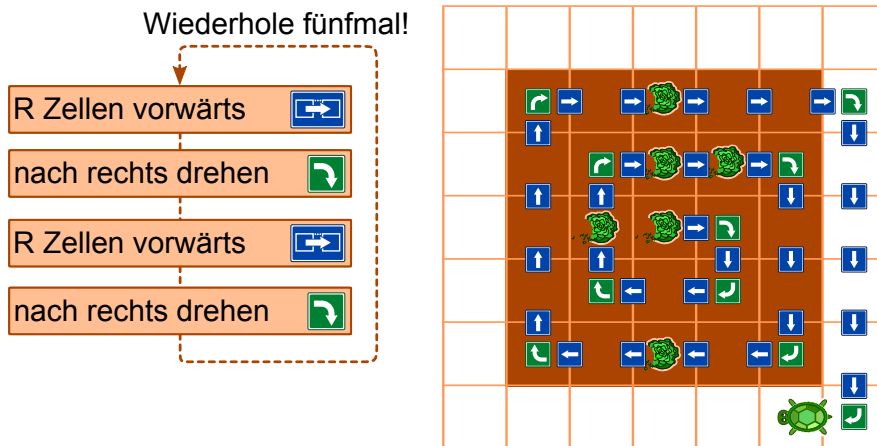 Wiederhole fünfmal!
R Zellen vorwärts
nach rechts drehen
R Zellen vorwärts
nach rechts drehen